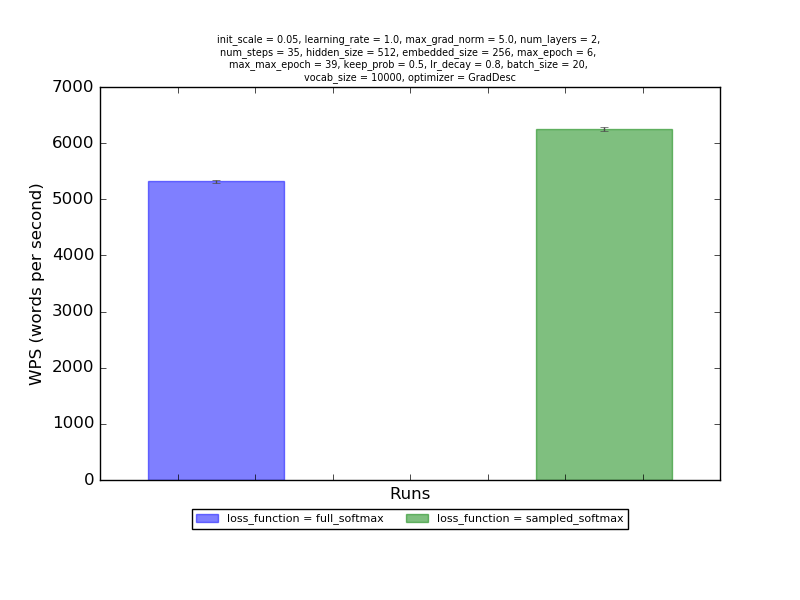 init_scale = 0.05, learning_rate = 1.0, max_grad_norm = 5.0, num_layers = 2,
num_steps = 35, hidden_size = 512, embedded_size = 256, max_epoch = 6,
max_max_epoch = 39, keep_prob = 0.5, lr_decay = 0.8, batch_size = 20,
vocab_size = 10000, optimizer = GradDesc
7000
6000
5000
4000
3000
2000
1000
0
WPS (words per second)
Runs
loss_function = full_softmax
loss_function = sampled_softmax